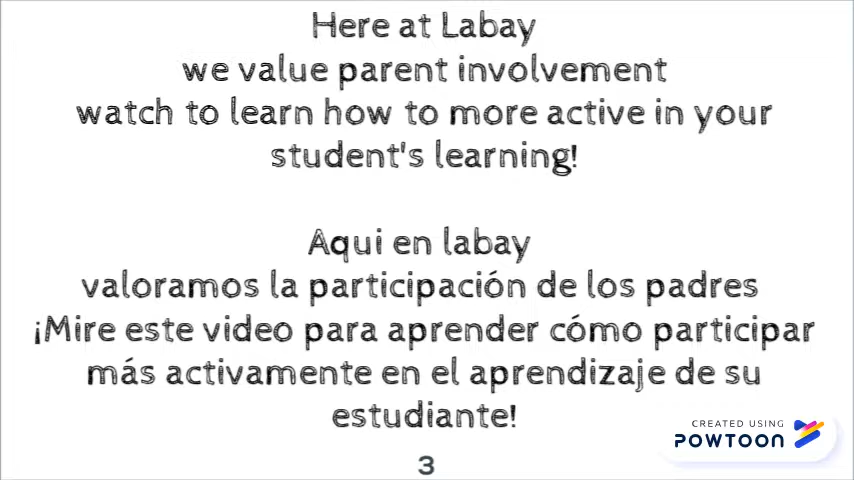 Here at Labay
we value parent involvement
watch to learn how to more active in your
student's learning!
Aqui en labay
valoramos la participación de los padres
¡Mire este video para aprender cómo participar
más activamente en el aprendizaje de su
estudiante!
CREATED USING
POWTOON
3